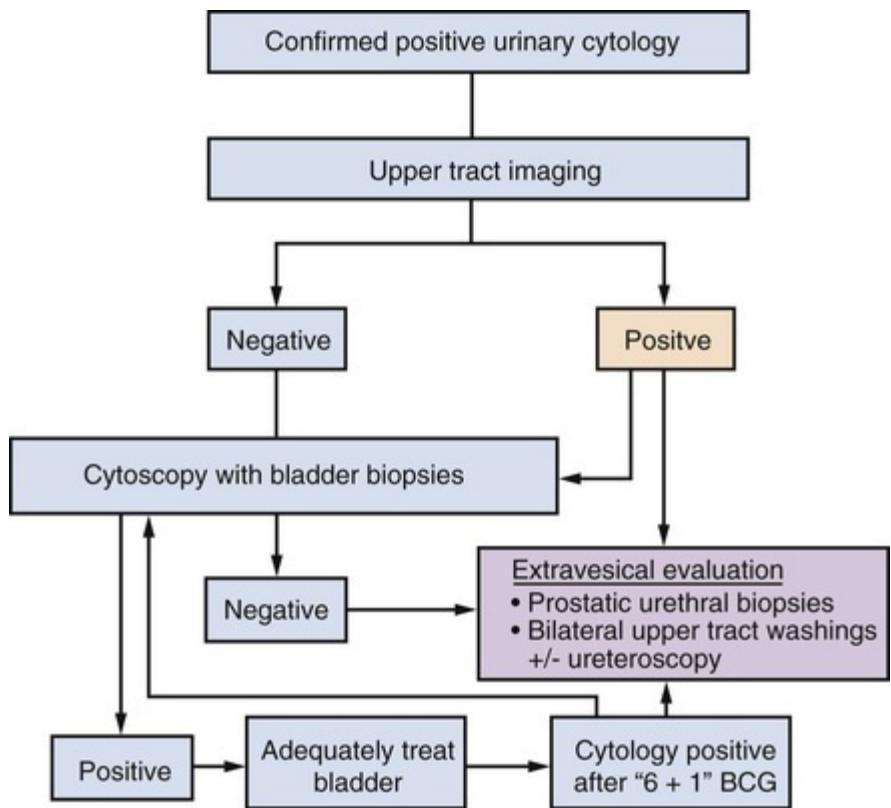 Confirmed positive urinary cytology
Upper tract imaging
Negative
Positve
Cytoscopy with bladder biopsies
Negative
Extravesical evaluation
• Prostatic urethral biopsies
• Bilateral upper tract washings
+/- ureteroscopy
Positive
Adequately treat
bladder
Cytology positive
after “6 + 1” BCG